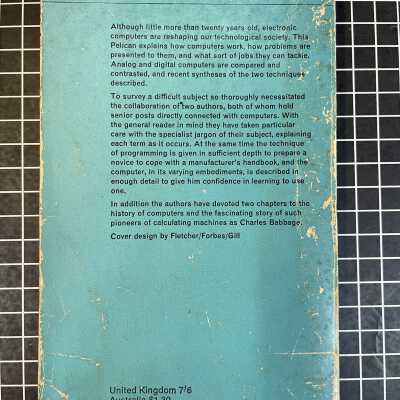 Although little more than twenty years old, electronic
computers are reshaping our technological society. This
Pelican explains how computers work, how problems are
presented to them, and what sort of jobs they can tackle.
Analog and digital computers are compared and
contrasted, and recent syntheses of the two techniques
described.
To survey a difficult subject so thoroughly necessitated
the collaboration of two authors, both of whom hold
senior posts directly connected with computers. With
the general reader in mind they have taken particular
care with the specialist jargon of their subject, explaining
each term as it occurs. At the same time the technique
of programming is given in sufficient depth to prepare a
novice to cope with a manufacturer's handbook, and the
computer, in its varying embodiments, is described in
enough detail to give him confidence in learning to use
one.
In addition the authors have devoted two chapters to the
history of computers and the fascinating story of such
pioneers of calculating machines as Charles Babbage.
Cover design by Fletcher/Forbes/Gill
United Kingdom 7/6
Australia $1.20